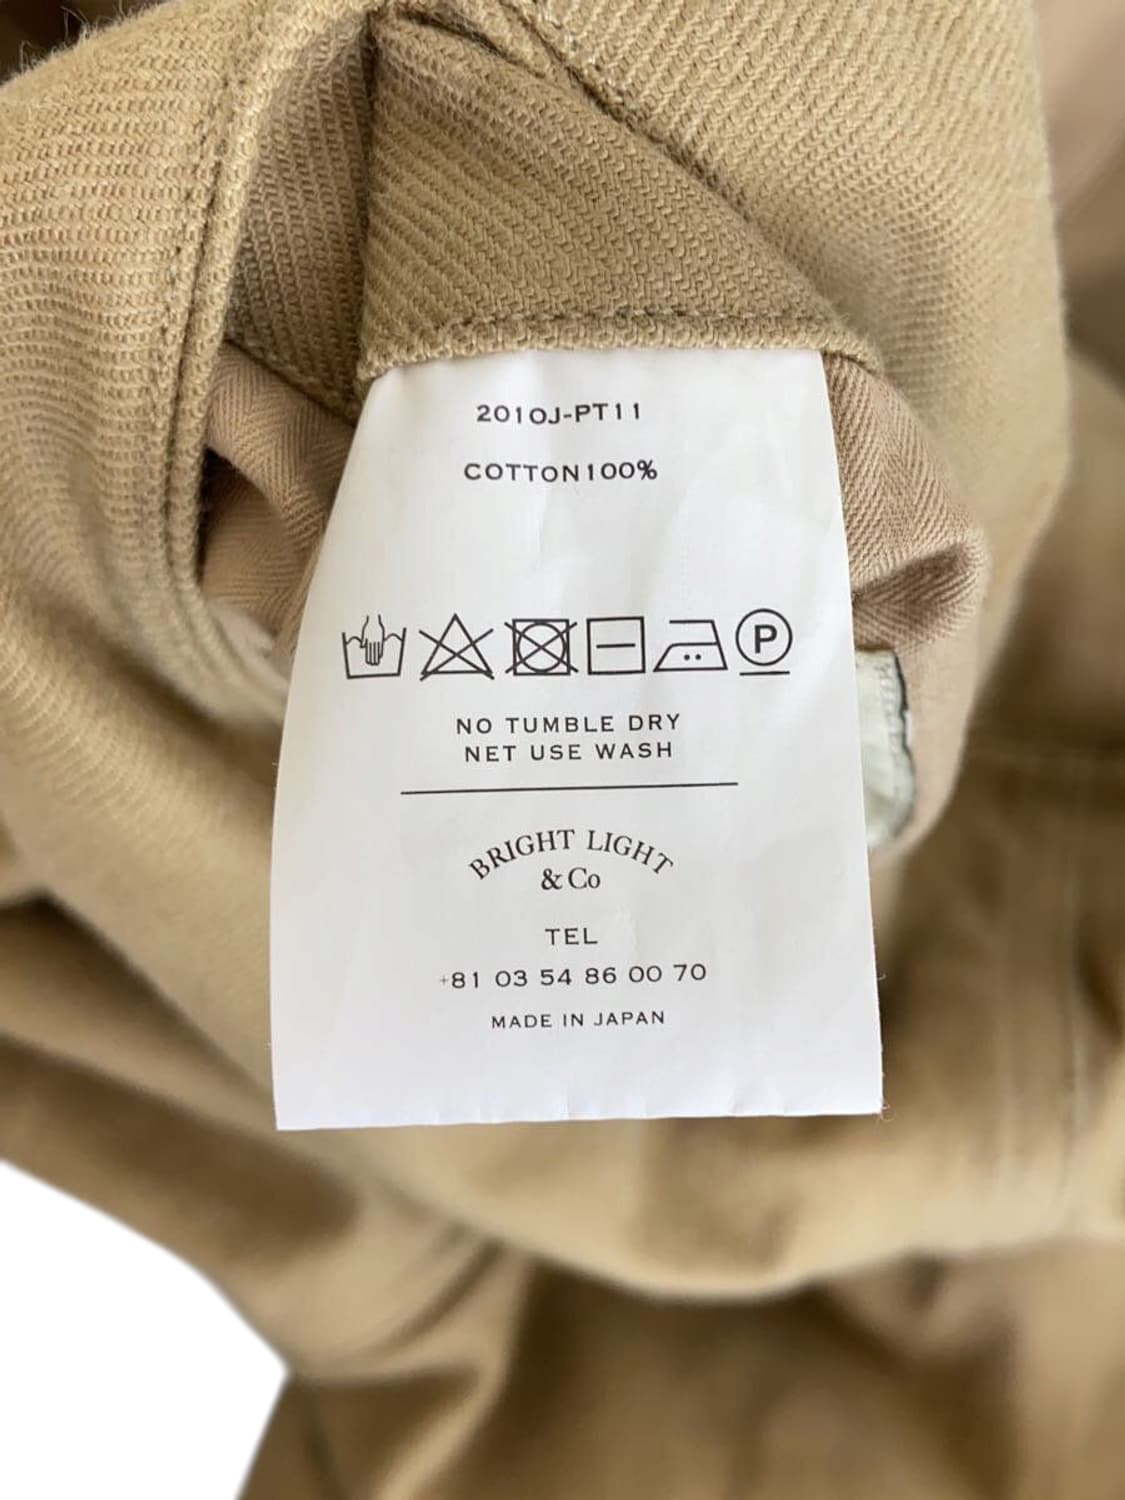 2010J-PT11
COTTON100%
P
NO TUMBLE DRY
NET USE WASH
BRIGHT LIGHT
& Co
TEL
+81 03 54 86 00 70
MADE IN JAPAN